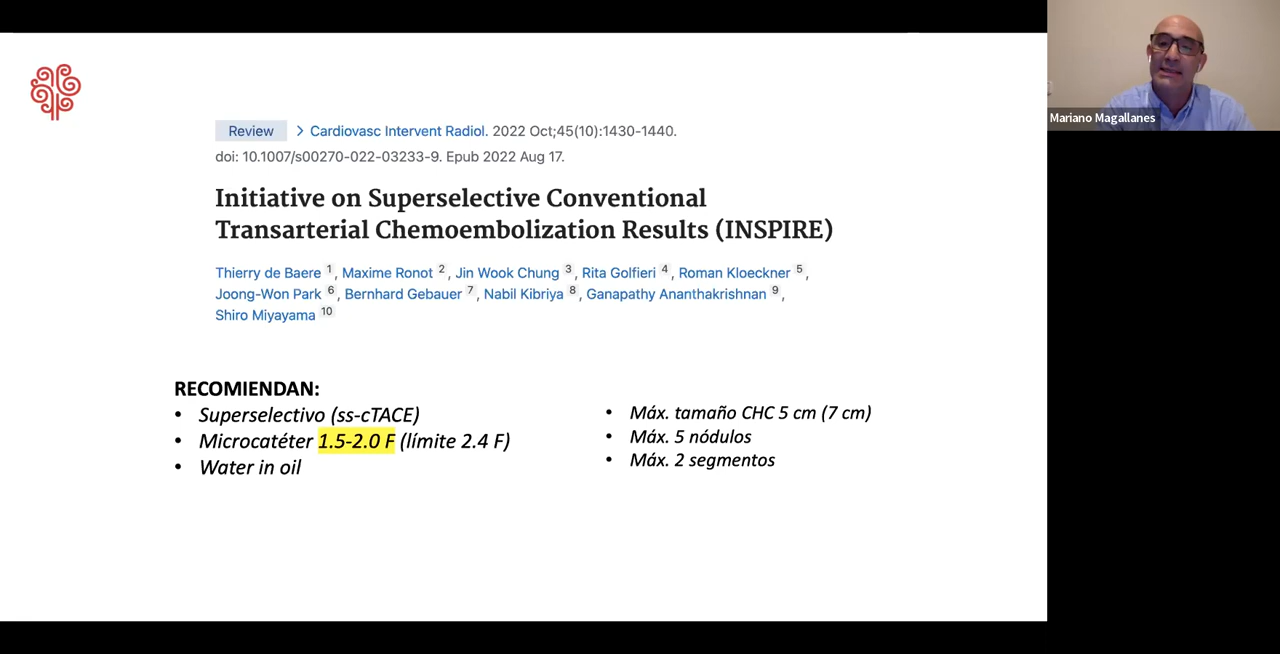 Review > Cardiovasc Intervent Radiol. 2022 Oct;45(10):1430-1440.
doi: 10.1007/s00270-022-03233-9. Epub 2022 Aug 17.
Initiative on Superselective Conventional
Transarterial Chemoembolization Results (INSPIRE)
Thierry de Baere 1, Maxime Ronot 2, Jin Wook Chung 3, Rita Golfieri 4, Roman Kloeckner 5,
Joong-Won Park 6, Bernhard Gebauer 7, Nabil Kibriya 8, Ganapathy Ananthakrishnan 9,
Shiro Miyayama 10
RECOMIENDAN:
• Superselectivo (ss-cTACE)
• Microcatéter 1.5-2.0 F (límite 2.4 F)
• Water in oil
• Máx. tamaño CHC 5 cm (7 cm)
• Máx. 5 nódulos
• Máx. 2 segmentos
Mariano Magallanes